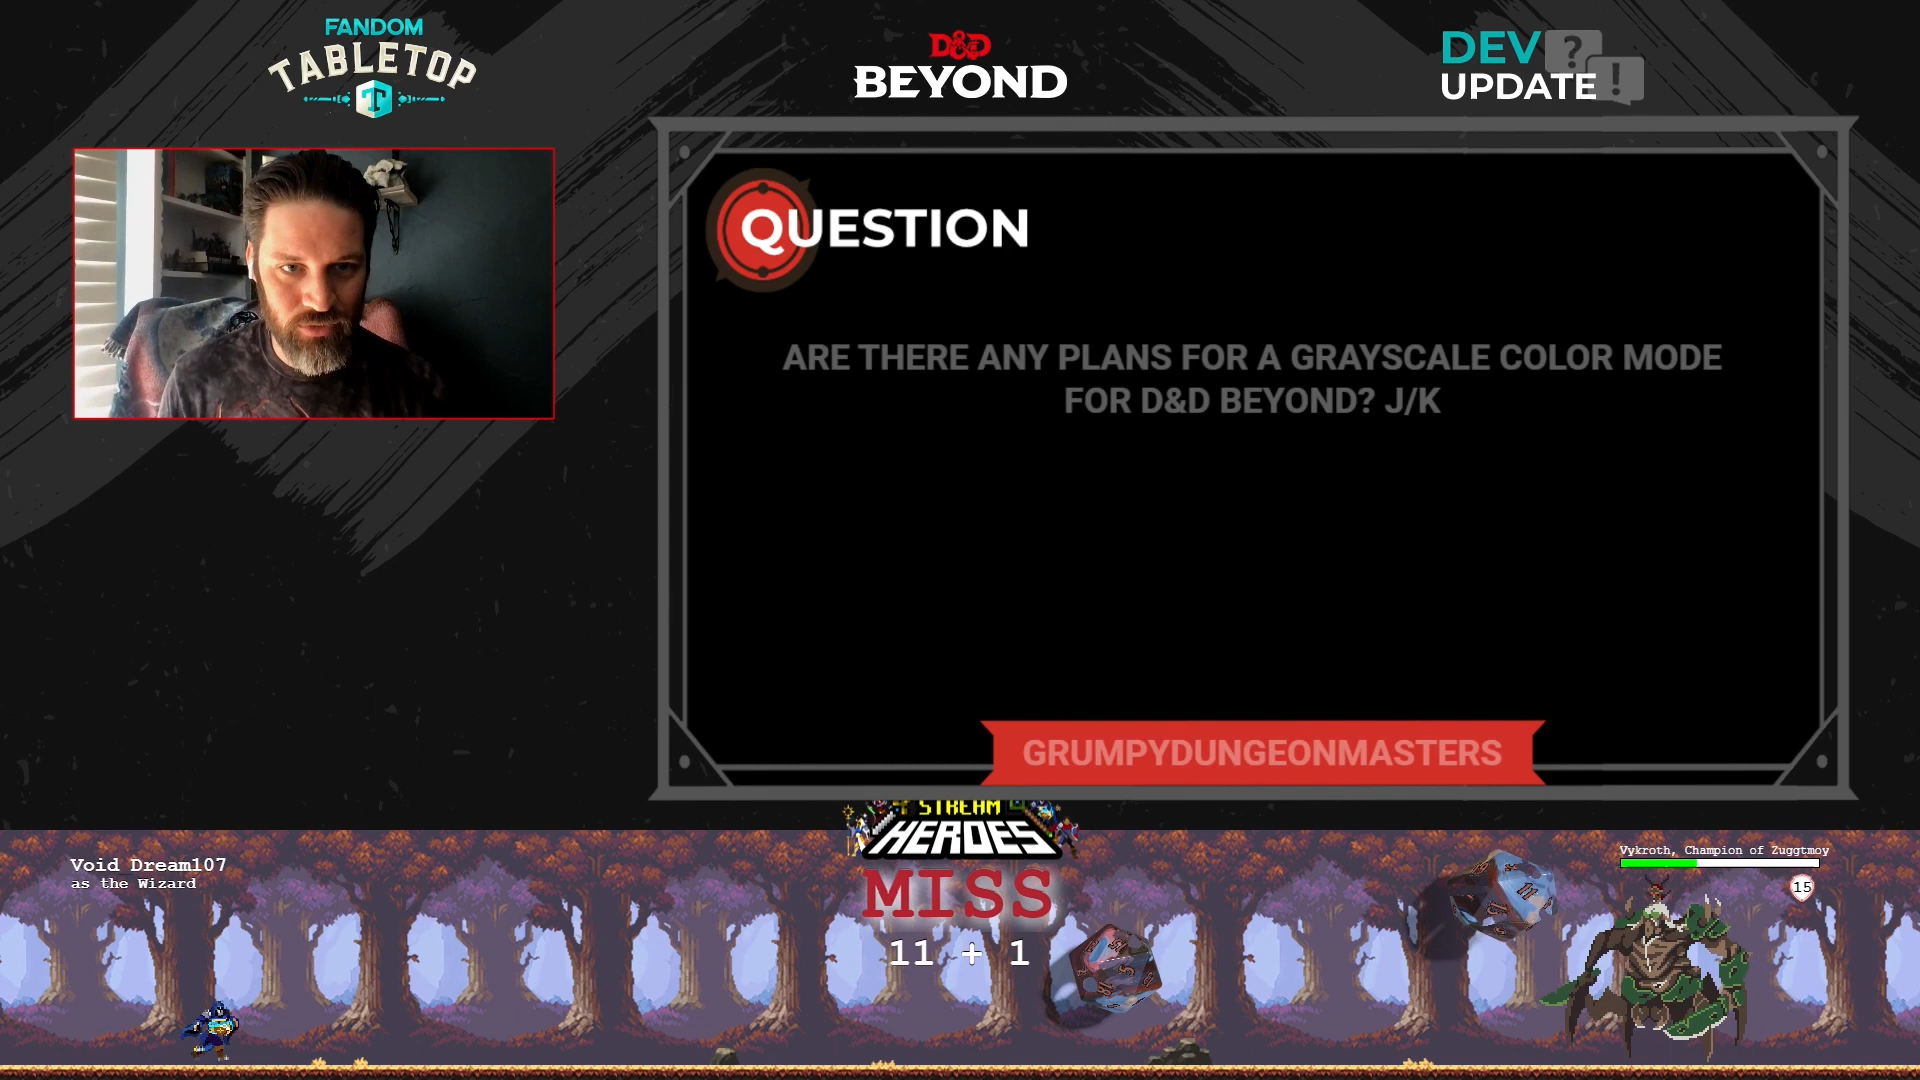 FANDOM
TABLETOP
T
D&D
BEYOND
DEV ?
UPDATE !
QUESTION
ARE THERE ANY PLANS FOR A GRAYSCALE COLOR MODE
FOR D&D BEYOND? J/K
GRUMPYDUNGEONMASTERS
STREAM
HEROES
Void Dream107
as the Wizard
MISS
11 + 1
Vykroth, Champion of Zuggtmoy
15
11